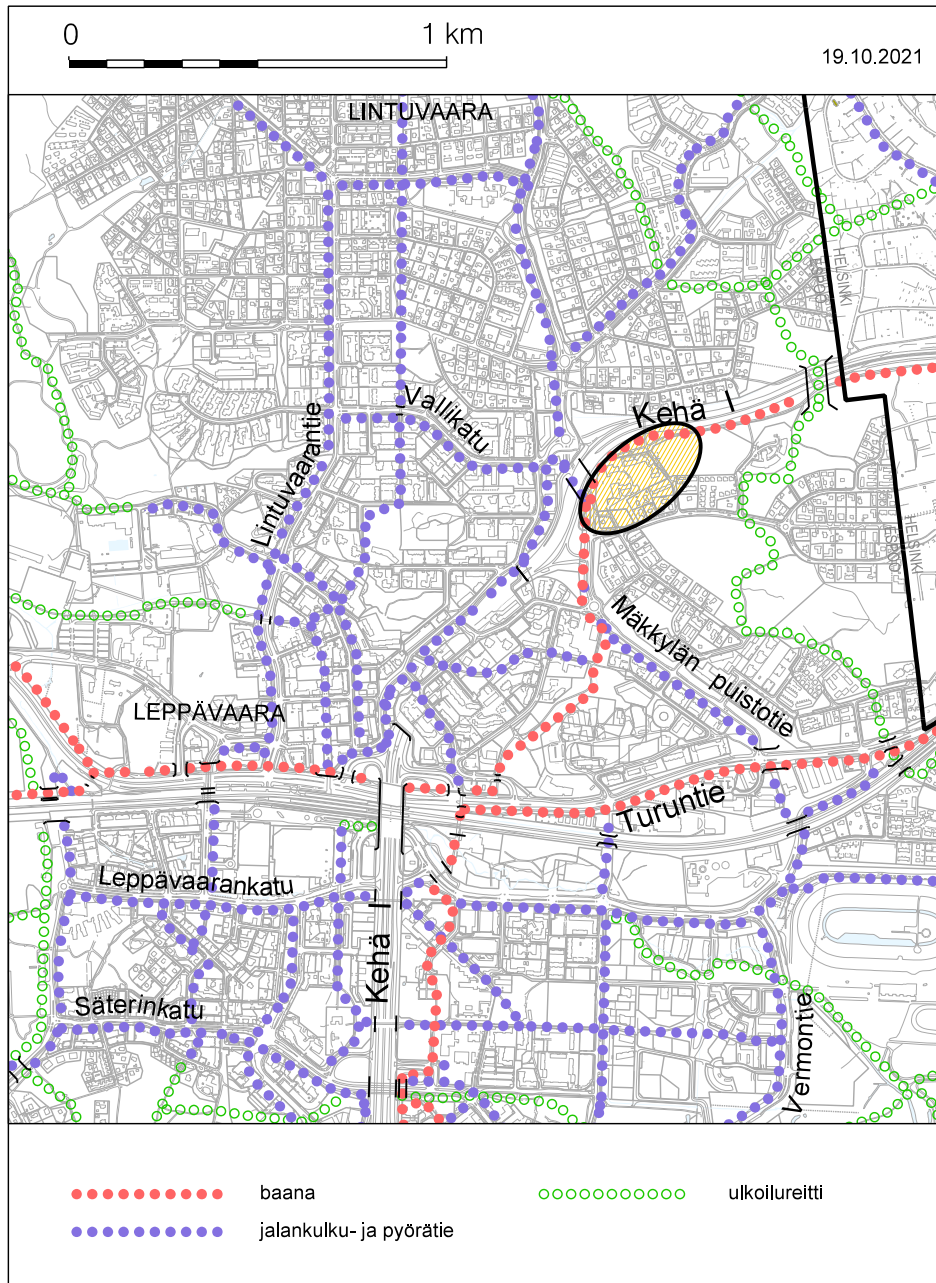 0 1 km
19.10.2021
LINTUVAARA
HELSINKI
ESPOO
Kehä I
Vallikatu
Lintuvaarantie
HELSINKI
ESPOO
Mäkkylän puistotie
LEPPÄVAARA
Turuntie
Leppävaarankatu
Kehä I
Säterinkatu
Vermontie
baana
ulkoilureitti
jalankulku- ja pyörätie